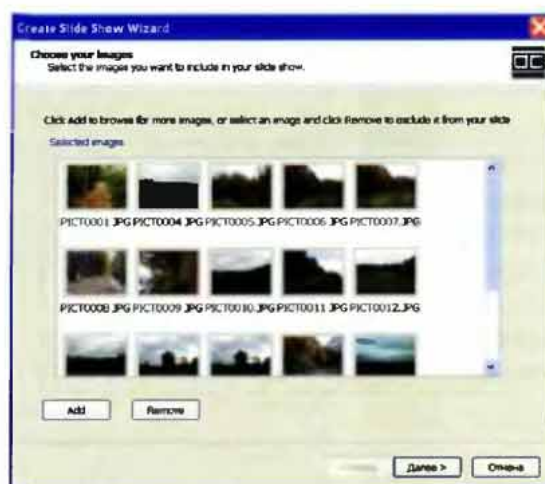 Create Slide Show Wizard
Choose your Images
Select the images you want to include in your slide show.
Click Add to browse for more images, or select an image and click Remove to exclude it from your slide
Selected images
PICT0001.JPG PICT0004.JPG PICT0005.JPG PICT0006.JPG PICT0007.JPG
PICT0008.JPG PICT0009.JPG PICT0010.JPG PICT0011.JPG PICT0012.JPG
Add Remove
Далее > Отмена